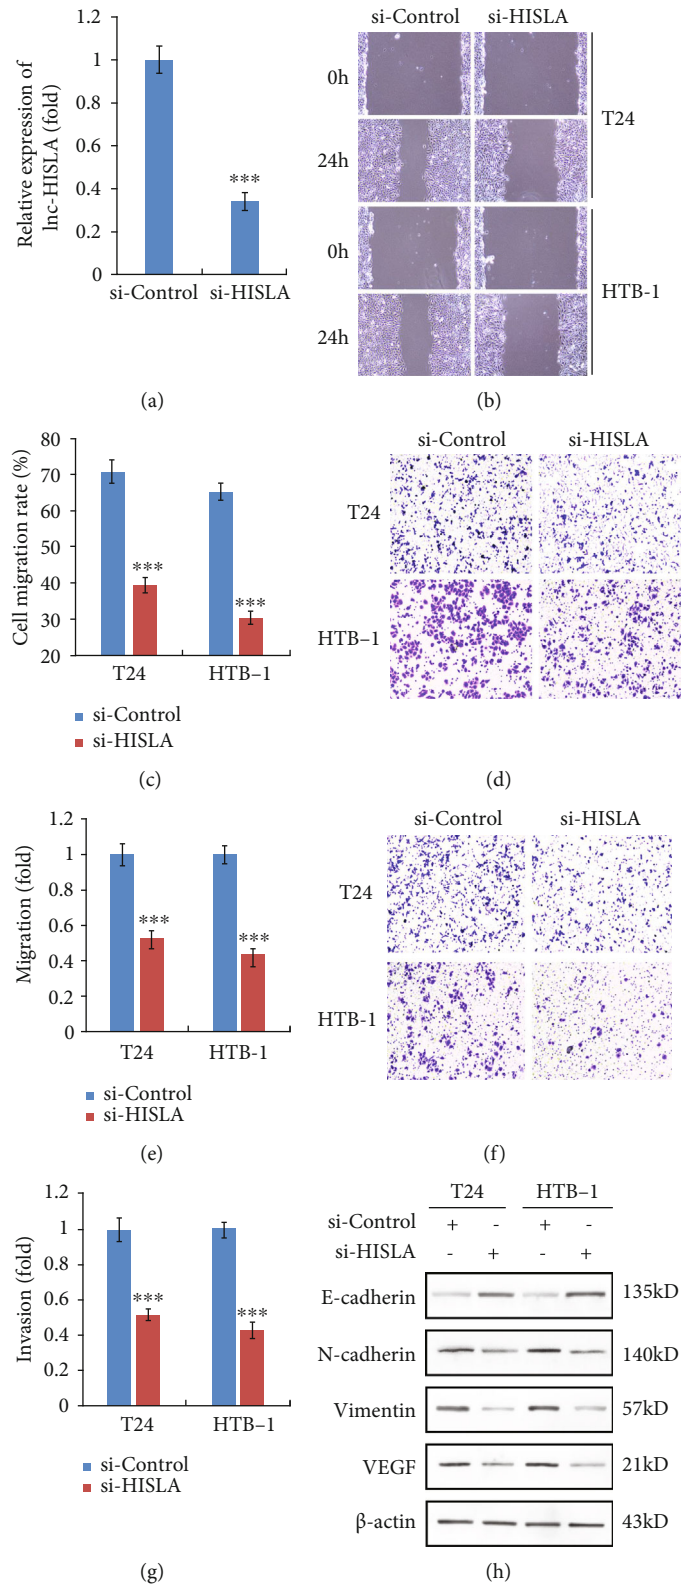 Relative expression of
lnc-HISLA (fold)
1.2
1
0.8
0.6
0.4
0.2
0
***
si-Control si-HISLA
(a)
si-Control si-HISLA
0h
24h
T24
0h
24h
HTB-1
(b)
Cell migration rate (%)
80
70
60
50
40
30
20
***
***
T24 HTB–1
si-Control
si-HISLA
(c)
si-Control si-HISLA
T24
HTB–1
(d)
Migration (fold)
1.2
1
0.8
0.6
0.4
0.2
0
***
***
T24 HTB-1
si-Control
si-HISLA
(e)
si-Control si-HISLA
T24
HTB-1
(f)
Invasion (fold)
1.2
1
0.8
0.6
0.4
0.2
0
***
***
T24 HTB–1
si-Control
si-HISLA
(g)
T24 HTB–1
si-Control + - + -
si-HISLA - + - +
E-cadherin 135kD
N-cadherin 140kD
Vimentin 57kD
VEGF 21kD
β-actin 43kD
(h)